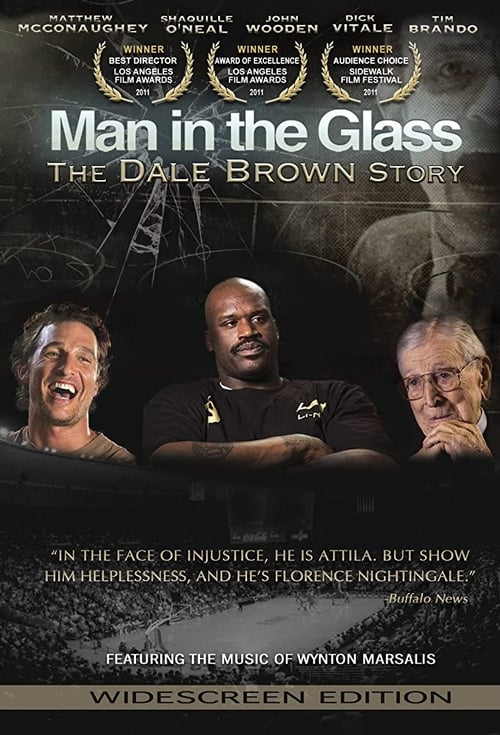 MATTHEW MCCONAUGHEY
SHAQUILLE O'NEAL
JOHN WOODEN
DICK VITALE
TIM BRANDO
WINNER
BEST DIRECTOR
LOS ANGELES
FILM AWARDS
2011
WINNER
AWARD OF EXCELLENCE
LOS ANGELES
FILM AWARDS
2011
WINNER
AUDIENCE CHOICE
SIDEWALK
FILM FESTIVAL
2011
Man in the Glass
THE DALE BROWN STORY
"IN THE FACE OF INJUSTICE, HE IS ATTILA. BUT SHOW
HIM HELPLESSNESS, AND HE'S FLORENCE NIGHTINGALE."
-Buffalo News
FEATURING THE MUSIC OF WYNTON MARSALIS
WIDESCREEN EDITION